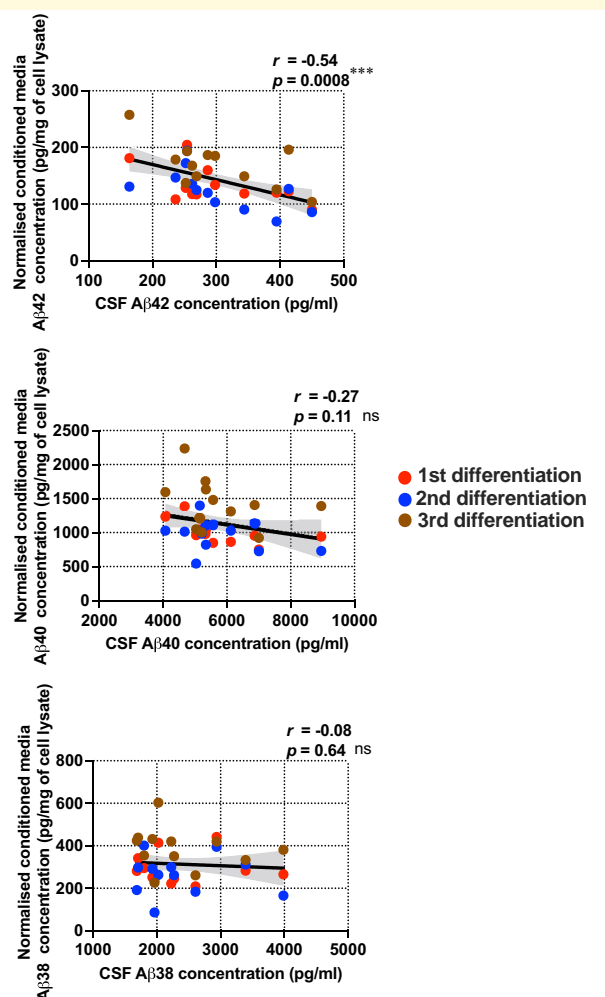 r = -0.54
p = 0.0008 ***
Normalised conditioned media
Aβ42 concentration (pg/mg of cell lysate)
300
200
100
0
100 200 300 400 500
CSF Aβ42 concentration (pg/ml)
r = -0.27
p = 0.11 ns
Normalised conditioned media
Aβ40 concentration (pg/mg of cell lysate)
2500
2000
1500
1000
500
0
2000 4000 6000 8000 10000
CSF Aβ40 concentration (pg/ml)
1st differentiation
2nd differentiation
3rd differentiation
r = -0.08
p = 0.64 ns
Normalised conditioned media
Aβ38 concentration (pg/mg of cell lysate)
800
600
400
200
0
1000 2000 3000 4000 5000
CSF Aβ38 concentration (pg/ml)